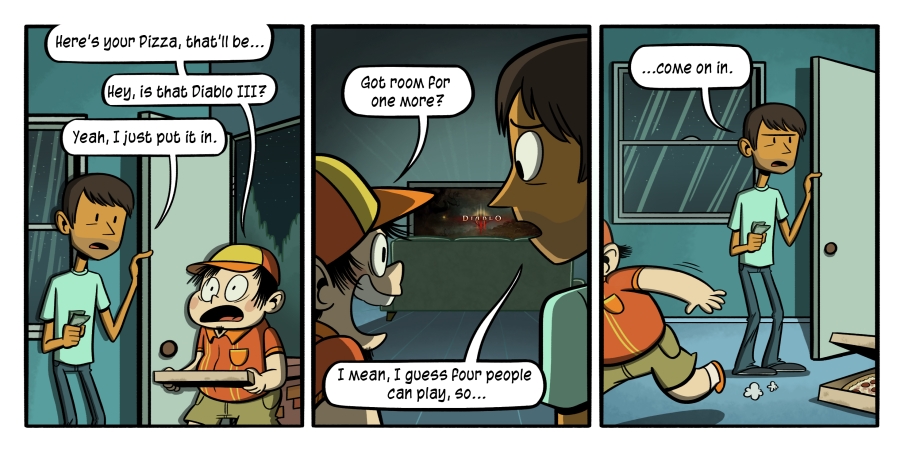 Here's your Pizza, that'll be...
Hey, is that Diablo III?
Yeah, I just put it in.
Got room for
one more?
DIABLO
III
I mean, I guess four people
can play, so...
...come on in.